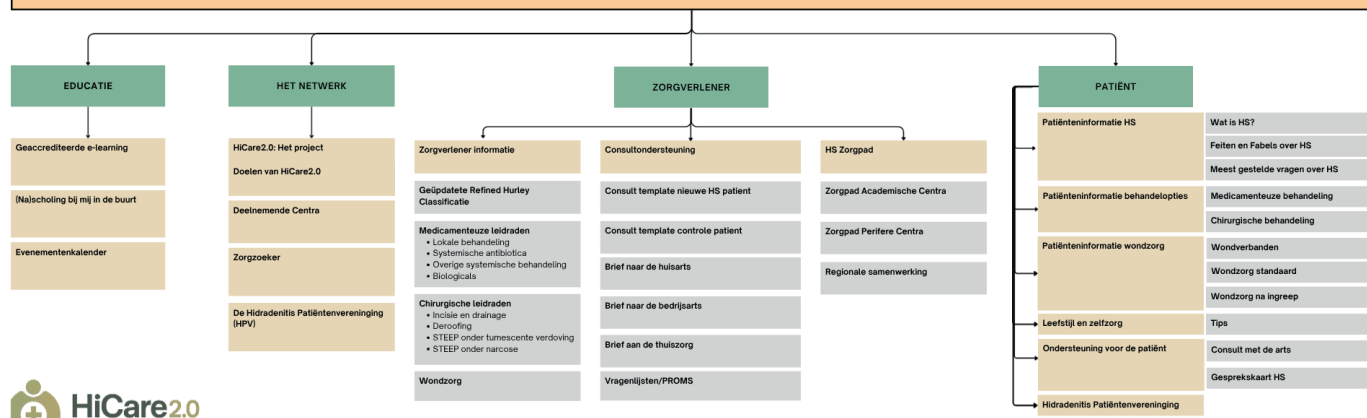 EDUCATIE
Geaccrediteerde e-learning
(Na)scholing bij mij in de buurt
Evenementenkalender
HET NETWERK
HiCare2.0: Het project
Doelen van HiCare2.0
Deelnemende Centra
Zorgzoeker
De Hidradenitis Patiëntenvereninging
(HPV)
ZORGVERLENER
Zorgverlener informatie
Geüpdatete Refined Hurley
Classificatie
Medicamenteuze leidraden
• Lokale behandeling
• Systemische antibiotica
• Overige systemische behandeling
• Biologicals
Chirurgische leidraden
• Incisie en drainage
• Deroofing
• STEEP onder tumescente verdoving
• STEEP onder narcose
Wondzorg
Consultondersteuning
Consult template nieuwe HS patient
Consult template controle patient
Brief naar de huisarts
Brief naar de bedrijsarts
Brief aan de thuiszorg
Vragenlijsten/PROMS
HS Zorgpad
Zorgpad Academische Centra
Zorgpad Perifere Centra
Regionale samenwerking
PATIËNT
Patiënteninformatie HS
Wat is HS?
Feiten en Fabels over HS
Meest gestelde vragen over HS
Patiënteninformatie behandelopties
Medicamenteuze behandeling
Chirurgische behandeling
Patiënteninformatie wondzorg
Wondverbanden
Wondzorg standaard
Wondzorg na ingreep
Leefstijl en zelfzorg
Tips
Ondersteuning voor de patiënt
Consult met de arts
Gesprekskaart HS
Hidradenitis Patiëntenvereninging
HiCare2.0